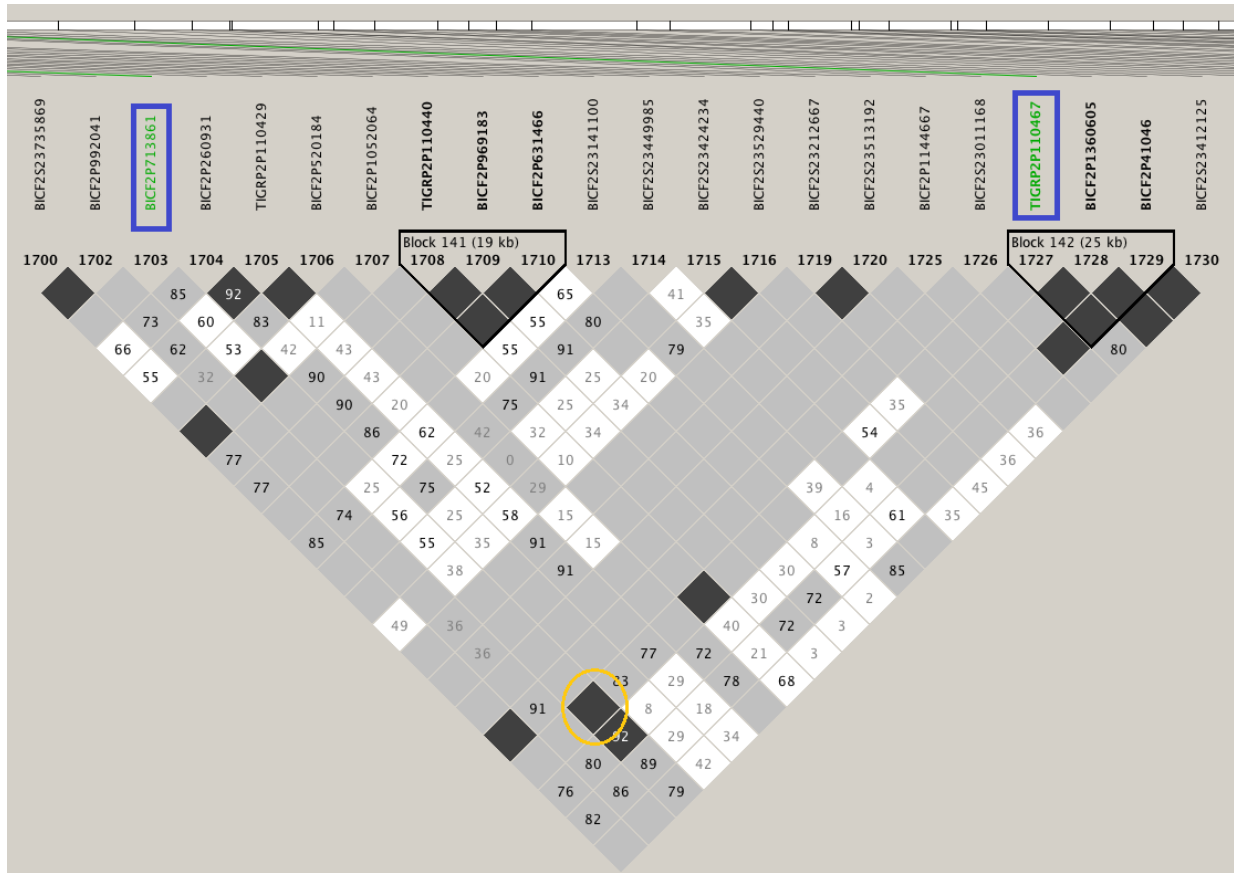 BICF2S23735869
BICF2P992041
BICF2P713861
BICF2P260931
TIGRP2P110429
BICF2P520184
BICF2P1052064
TIGRP2P110440
BICF2P969183
BICF2P631466
BICF2S23141100
BICF2S23449985
BICF2S23424234
BICF2S23529440
BICF2S23212667
BICF2S23513192
BICF2P1144667
BICF2S23011168
TIGRP2P110467
BICF2P1360605
BICF2P41046
BICF2S23412125
Block 141 (19 kb) Block 142 (25 kb)
1700 1702 1703 1704 1705 1706 1707 1708 1709 1710 1713 1714 1715 1716 1719 1720 1725 1726 1727 1728 1729 1730
85 92 65 41
73 60 83 11 55 80 35
66 62 53 42 43 55 91 79 80
55 32 90 43 20 91 25 20
90 20 75 25 34 35
86 62 42 32 34 54 36
77 72 25 0 10 36
77 25 75 52 29 39 4 45
74 56 25 58 15 16 61 35
85 55 35 91 15 8 3
38 91 30 57 85
30 72 2
49 36 40 72 3
36 77 72 21 3
83 29 78 68
91 8 18
92 29 34
80 89 42
76 86 79
82